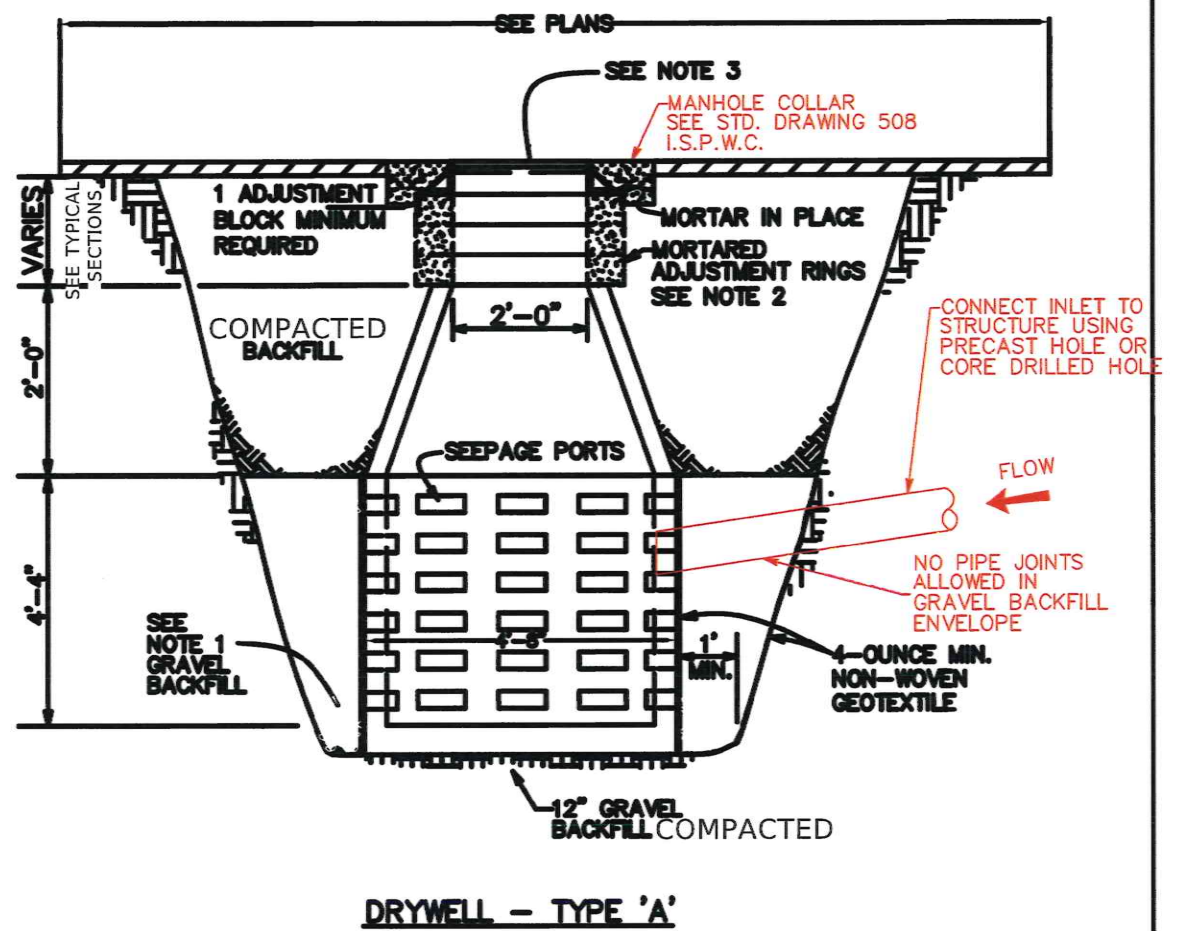 SEE PLANS
SEE NOTE 3
MANHOLE COLLAR
SEE STD. DRAWING 508
I.S.P.W.C.
VARIES
SEE TYPICAL
SECTIONS
1 ADJUSTMENT
BLOCK MINIMUM
REQUIRED
MORTAR IN PLACE
MORTARED
ADJUSTMENT RINGS
SEE NOTE 2
2'-0"
2'-0"
COMPACTED
BACKFILL
CONNECT INLET TO
STRUCTURE USING
PRECAST HOLE OR
CORE DRILLED HOLE
SEEPAGE PORTS
FLOW
4'-4"
NO PIPE JOINTS
ALLOWED IN
GRAVEL BACKFILL
ENVELOPE
SEE
NOTE 1
GRAVEL
BACKFILL
1'
MIN.
4-OUNCE MIN.
NON-WOVEN
GEOTEXTILE
12" GRAVEL
BACKFILL COMPACTED
DRYWELL - TYPE 'A'